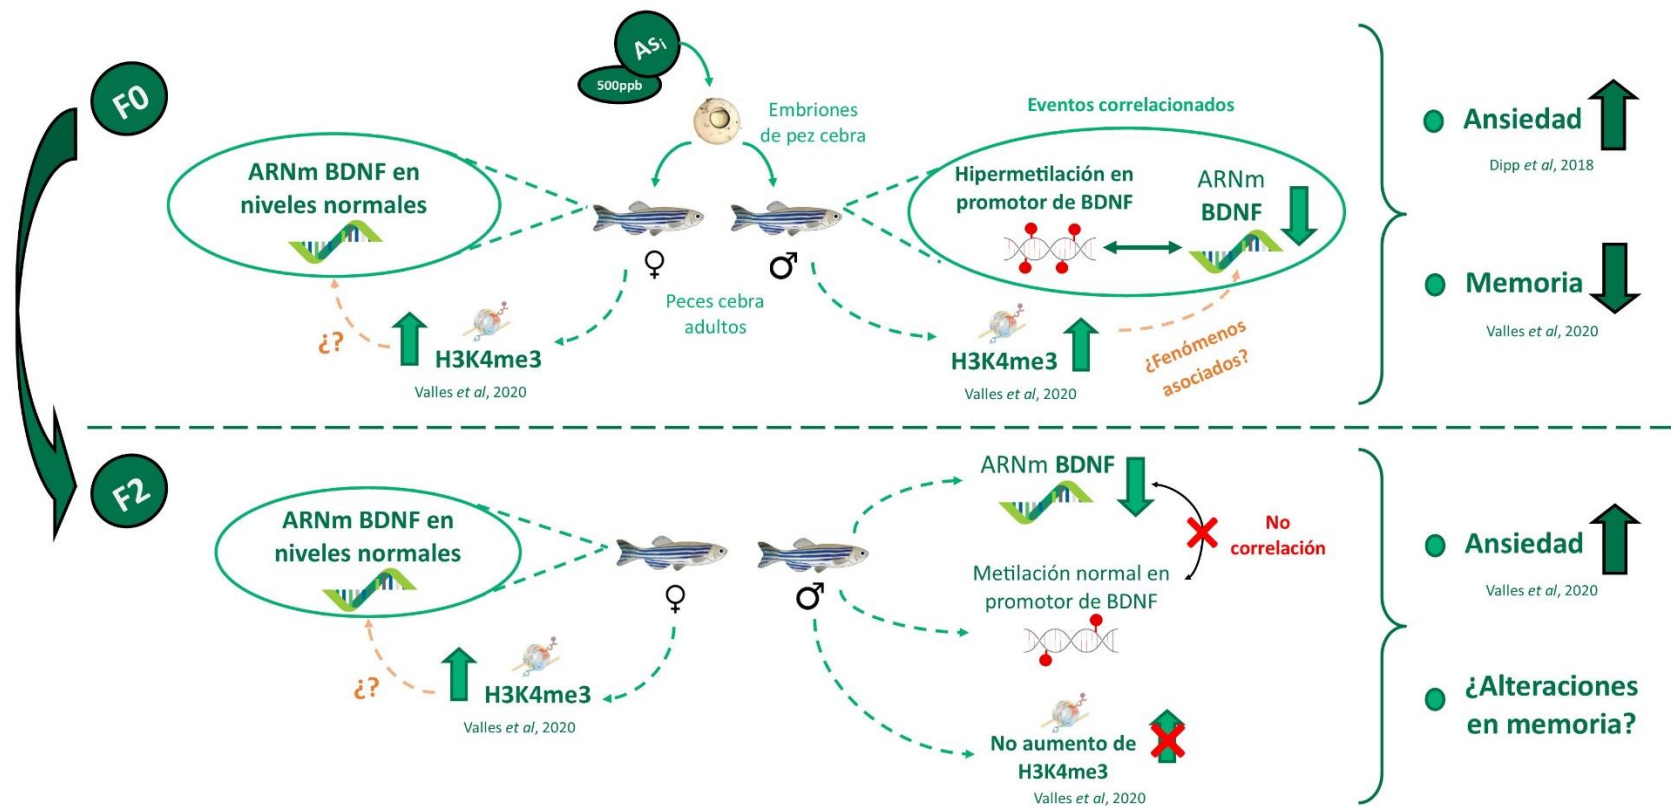 F0
As i
500ppb
Embriones
de pez cebra
ARNm BDNF en
niveles normales
♀
♂
Peces cebra
adultos
¿?
H3K4me3
Valles et al, 2020
Eventos correlacionados
Hipermetilación en
promotor de BDNF
ARNm
BDNF
H3K4me3
Valles et al, 2020
¿Fenómenos
asociados?
Ansiedad
Dipp et al, 2018
Memoria
Valles et al, 2020
F2
ARNm BDNF en
niveles normales
♀
♂
¿?
H3K4me3
Valles et al, 2020
ARNm BDNF
No
correlación
Metilación normal en
promotor de BDNF
No aumento de
H3K4me3
Valles et al, 2020
Ansiedad
Valles et al, 2020
¿Alteraciones
en memoria?